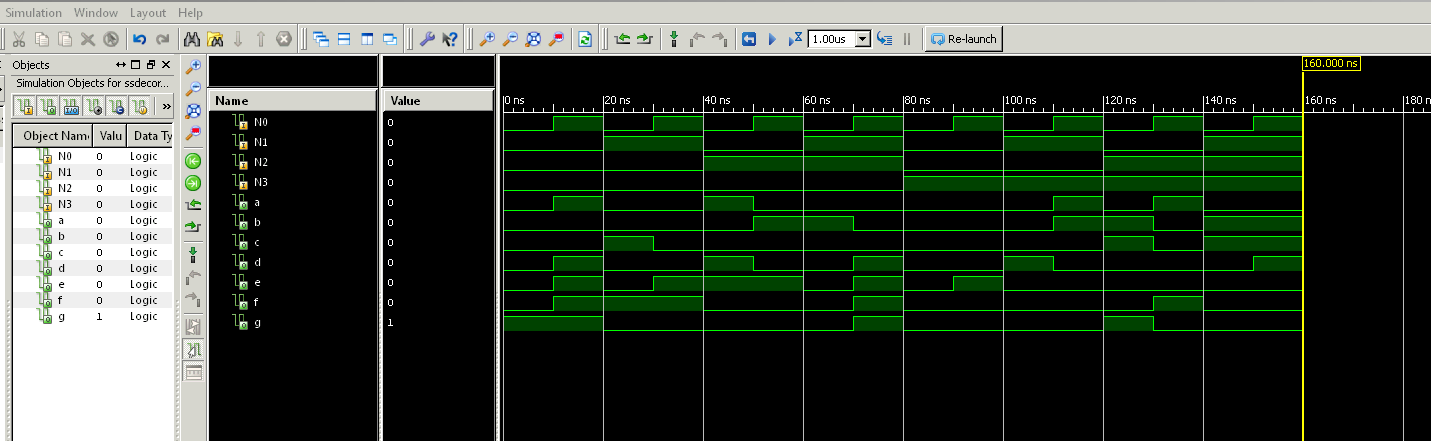 Simulation Window Layout Help
1.00us Re-launch
Objects
Simulation Objects for ssdecor...
Object Name Valu Data Ty
N0 0 Logic
N1 0 Logic
N2 0 Logic
N3 0 Logic
a 0 Logic
b 0 Logic
c 0 Logic
d 0 Logic
e 0 Logic
f 0 Logic
g 1 Logic
Name Value
N0 0
N1 0
N2 0
N3 0
a 0
b 0
c 0
d 0
e 0
f 0
g 1
160.000 ns
0 ns 20 ns 40 ns 60 ns 80 ns 100 ns 120 ns 140 ns 160 ns 180 n